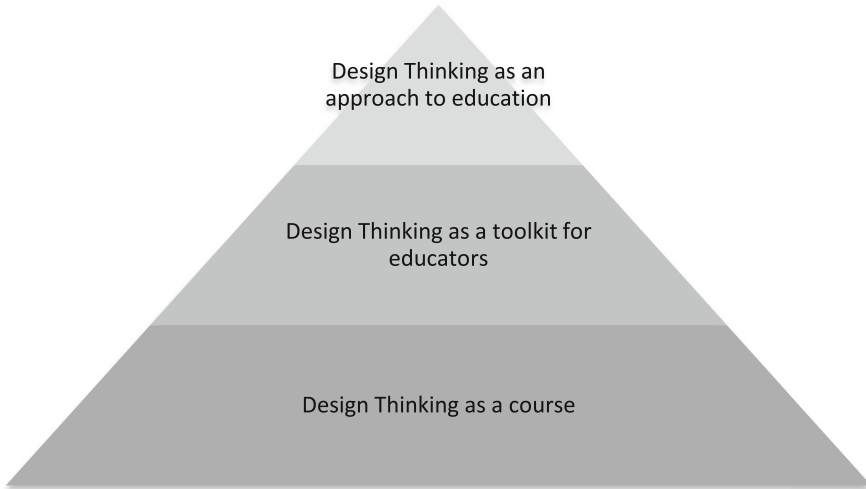 Design Thinking as an
approach to education
Design Thinking as a toolkit for
educators
Design Thinking as a course